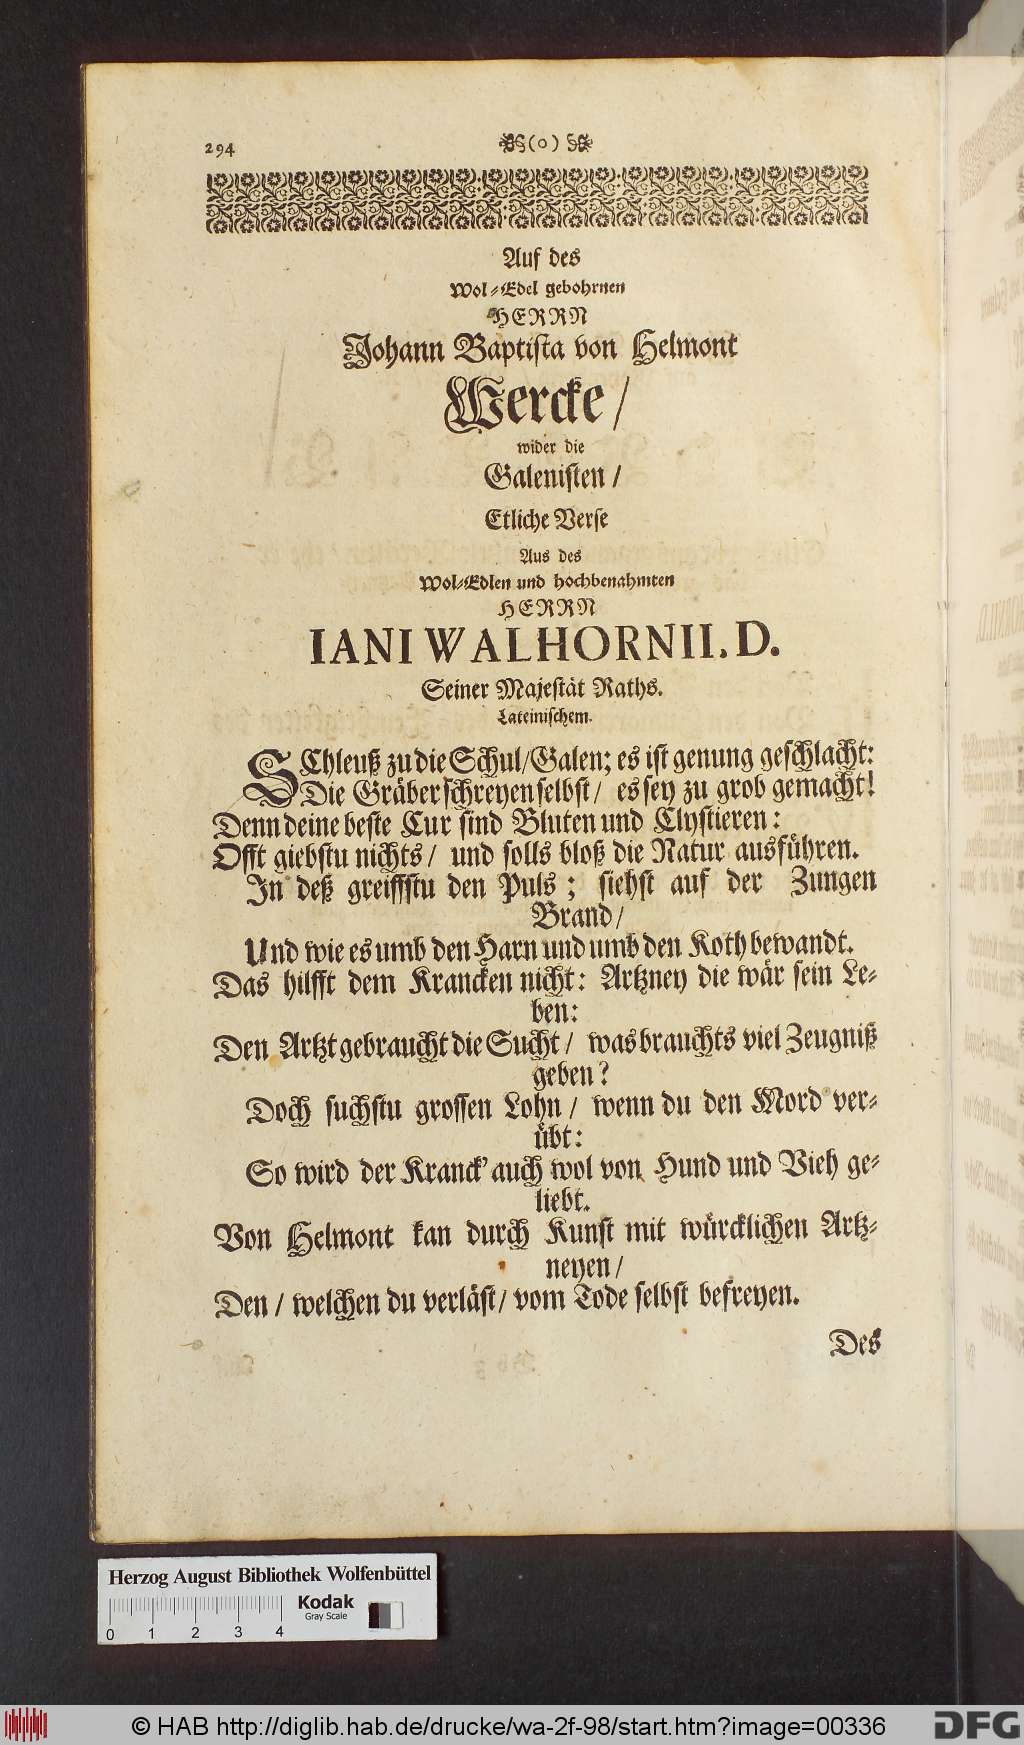 294 (o)
Auf des
Wol-Edel gebohrnen
HERRN
Johann Baptista von Helmont
Wercke /
wider die
Galenisten /
Etliche Verse
Aus des
Wol-Edlen und hochbenahmten
HERRN
IANI WALHORNII. D.
Seiner Majestät Raths.
Lateinischem.
SChleuß zu die Schul / Galen; es ist genung geschlacht:
Die Gräber schreyen selbst / es sey zu grob gemacht!
Denn deine beste Cur sind Bluten und Clystieren:
Offt giebstu nichts / und solls bloß die Natur ausführen.
In deß greiffstu den Puls; siehst auf der Zungen
Brand /
Und wie es umb den Harn und umb den Koth bewandt.
Das hilfft dem Krancken nicht: Artzney die wär sein Le-
ben:
Den Artzt gebraucht die Sucht / was brauchts viel Zeugniß
geben?
Doch suchstu grossen Lohn / wenn du den Mord ver-
übt:
So wird der Kranck' auch wol von Hund und Vieh ge-
liebt.
Von Helmont kan durch Kunst mit würcklichen Artz-
neyen /
Den / welchen du verläst / vom Tode selbst befreyen.
Des
Herzog August Bibliothek Wolfenbüttel
Kodak
Gray Scale
0 1 2 3 4
© HAB http://diglib.hab.de/drucke/wa-2f-98/start.htm?image=00336
DFG